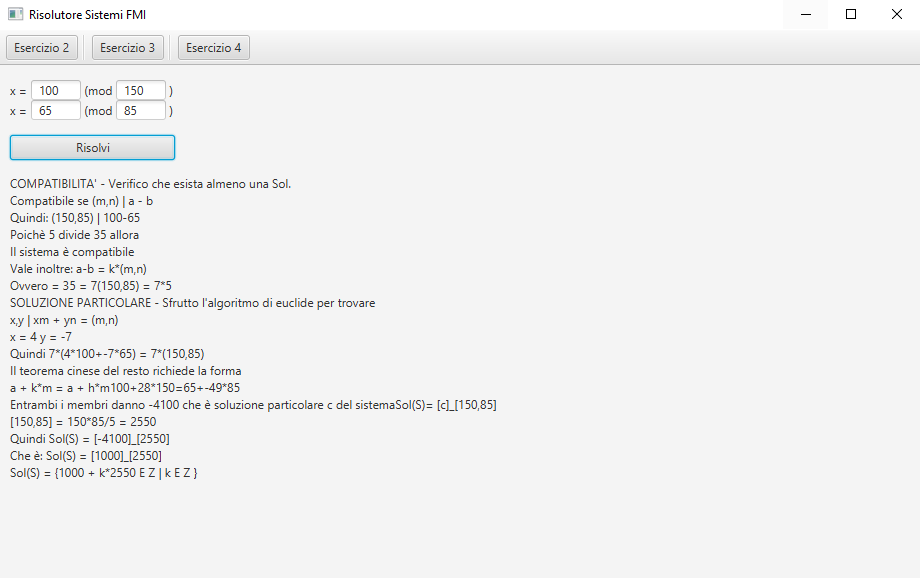 Risolutore Sistemi FMI
Esercizio 2 Esercizio 3 Esercizio 4
x = 100 (mod 150 )
x = 65 (mod 85 )
Risolvi
COMPATIBILITA' - Verifico che esista almeno una Sol.
Compatibile se (m,n) | a - b
Quindi: (150,85) | 100-65
Poichè 5 divide 35 allora
Il sistema è compatibile
Vale inoltre: a-b = k*(m,n)
Ovvero = 35 = 7(150,85) = 7*5
SOLUZIONE PARTICOLARE - Sfrutto l'algoritmo di euclide per trovare
x,y | xm + yn = (m,n)
x = 4 y = -7
Quindi 7*(4*100+-7*65) = 7*(150,85)
Il teorema cinese del resto richiede la forma
a + k*m = a + h*m100+28*150=65+-49*85
Entrambi i membri danno -4100 che è soluzione particolare c del sistemaSol(S)= [c]_[150,85]
[150,85] = 150*85/5 = 2550
Quindi Sol(S) = [-4100]_[2550]
Che è: Sol(S) = [1000]_[2550]
Sol(S) = {1000 + k*2550 E Z | k E Z }